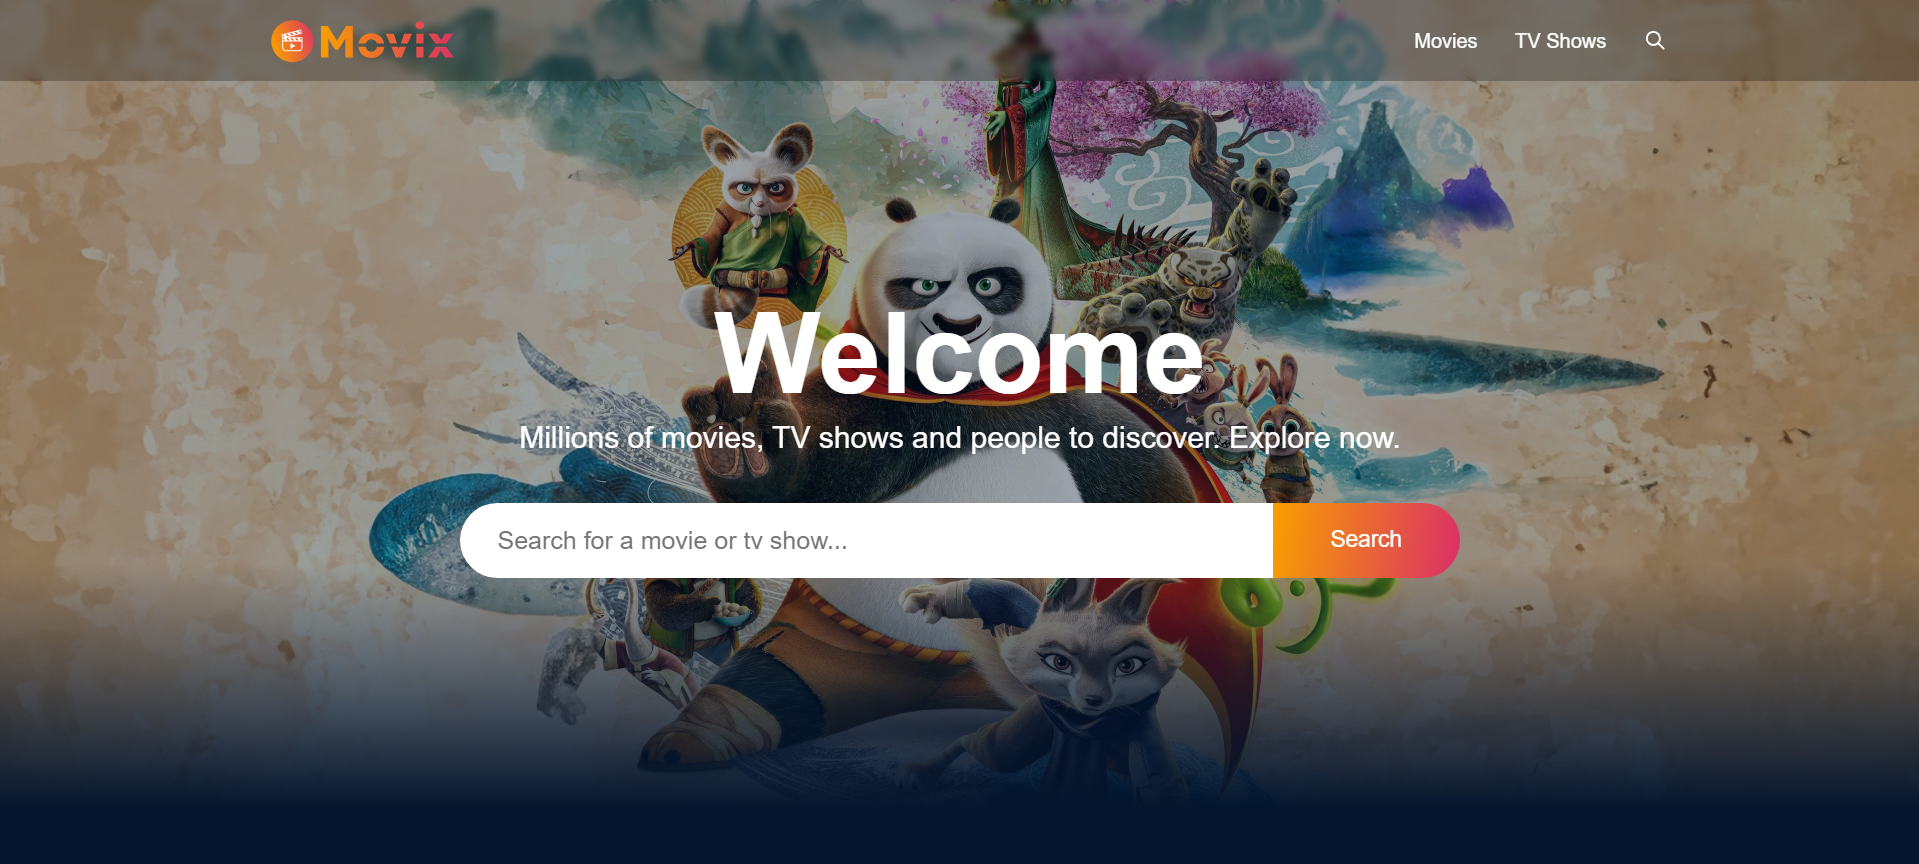 Movix
Movies
TV Shows
Welcome
Millions of movies, TV shows and people to discover. Explore now.
Search for a movie or tv show...
Search